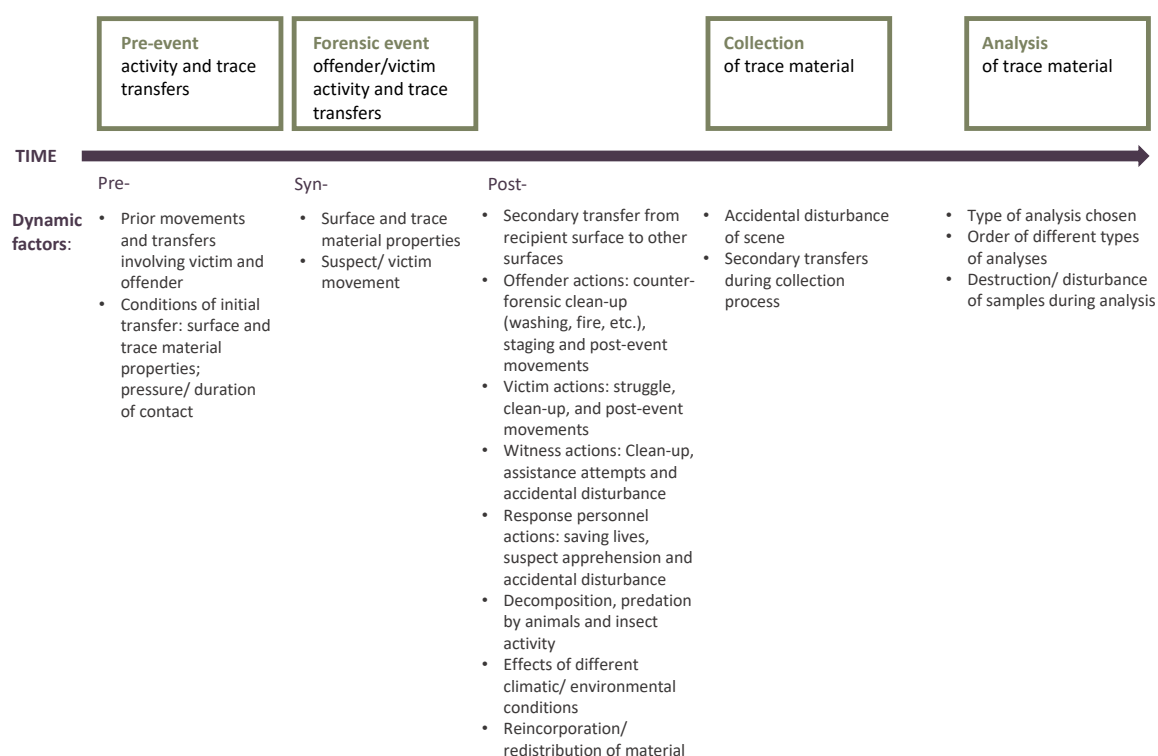 Pre-event
activity and trace
transfers
Forensic event
offender/victim
activity and trace
transfers
Collection
of trace material
Analysis
of trace material
TIME
Pre-
Syn-
Post-
Dynamic
factors:
• Prior movements
and transfers
involving victim and
offender
• Conditions of initial
transfer: surface and
trace material
properties;
pressure/ duration
of contact
• Surface and trace
material properties
• Suspect/ victim
movement
• Secondary transfer from
recipient surface to other
surfaces
• Offender actions: counter-
forensic clean-up
(washing, fire, etc.),
staging and post-event
movements
• Victim actions: struggle,
clean-up, and post-event
movements
• Witness actions: Clean-up,
assistance attempts and
accidental disturbance
• Response personnel
actions: saving lives,
suspect apprehension and
accidental disturbance
• Decomposition, predation
by animals and insect
activity
• Effects of different
climatic/ environmental
conditions
• Reincorporation/
redistribution of material
• Accidental disturbance
of scene
• Secondary transfers
during collection
process
• Type of analysis chosen
• Order of different types
of analyses
• Destruction/ disturbance
of samples during analysis